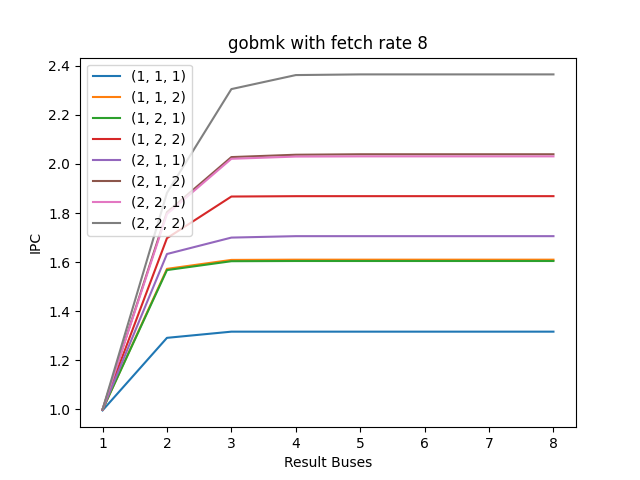 gobmk with fetch rate 8
2.4
2.2
2.0
1.8
1.6
1.4
1.2
1.0
IPC
(1, 1, 1)
(1, 1, 2)
(1, 2, 1)
(1, 2, 2)
(2, 1, 1)
(2, 1, 2)
(2, 2, 1)
(2, 2, 2)
1 2 3 4 5 6 7 8
Result Buses